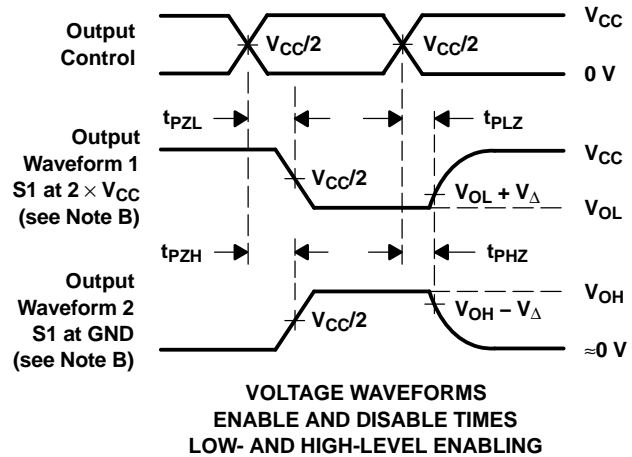 Output
Control
V_CC/2
V_CC/2
V_CC
0 V
t_PZL
t_PLZ
Output
Waveform 1
S1 at 2 × V_CC
(see Note B)
V_CC/2
V_CC
V_OL + V_Δ
V_OL
t_PZH
t_PHZ
Output
Waveform 2
S1 at GND
(see Note B)
V_CC/2
V_OH
V_OH − V_Δ
≈0 V
VOLTAGE WAVEFORMS
ENABLE AND DISABLE TIMES
LOW- AND HIGH-LEVEL ENABLING